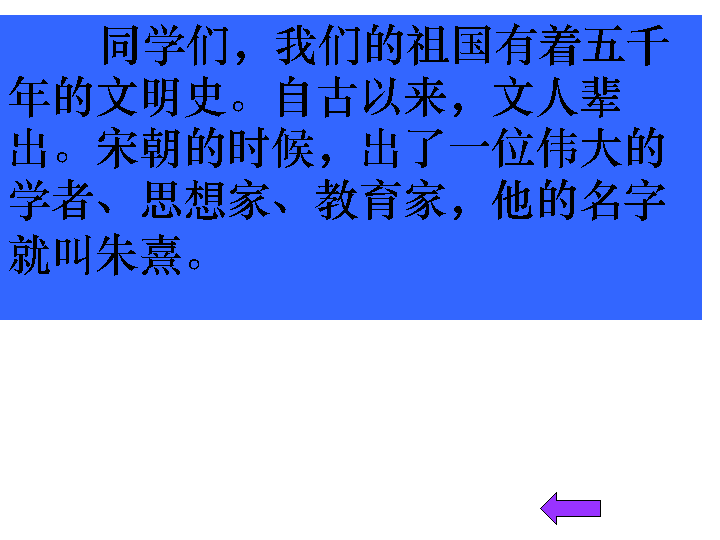 同学们，我们的祖国有着五千
年的文明史。自古以来，文人辈
出。宋朝的时候，出了一位伟大的
学者、思想家、教育家，他的名字
就叫朱熹。